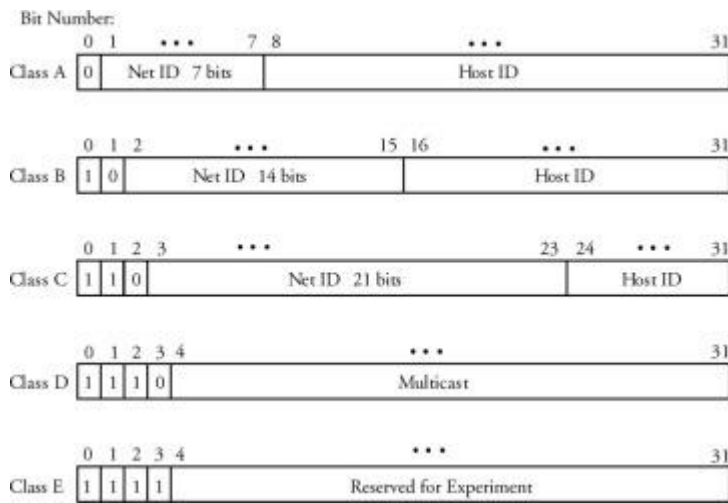 Bit Number:
0 1 ••• 7 8 ••• 31
Class A 0 Net ID 7 bits Host ID
0 1 2 ••• 15 16 ••• 31
Class B 1 0 Net ID 14 bits Host ID
0 1 2 3 ••• 23 24 ••• 31
Class C 1 1 0 Net ID 21 bits Host ID
0 1 2 3 4 ••• 31
Class D 1 1 1 0 Multicast
0 1 2 3 4 ••• 31
Class E 1 1 1 1 Reserved for Experiment